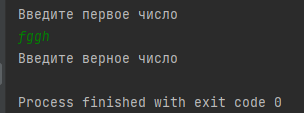 Введите первое число
fggh
Введите верное число
Process finished with exit code 0